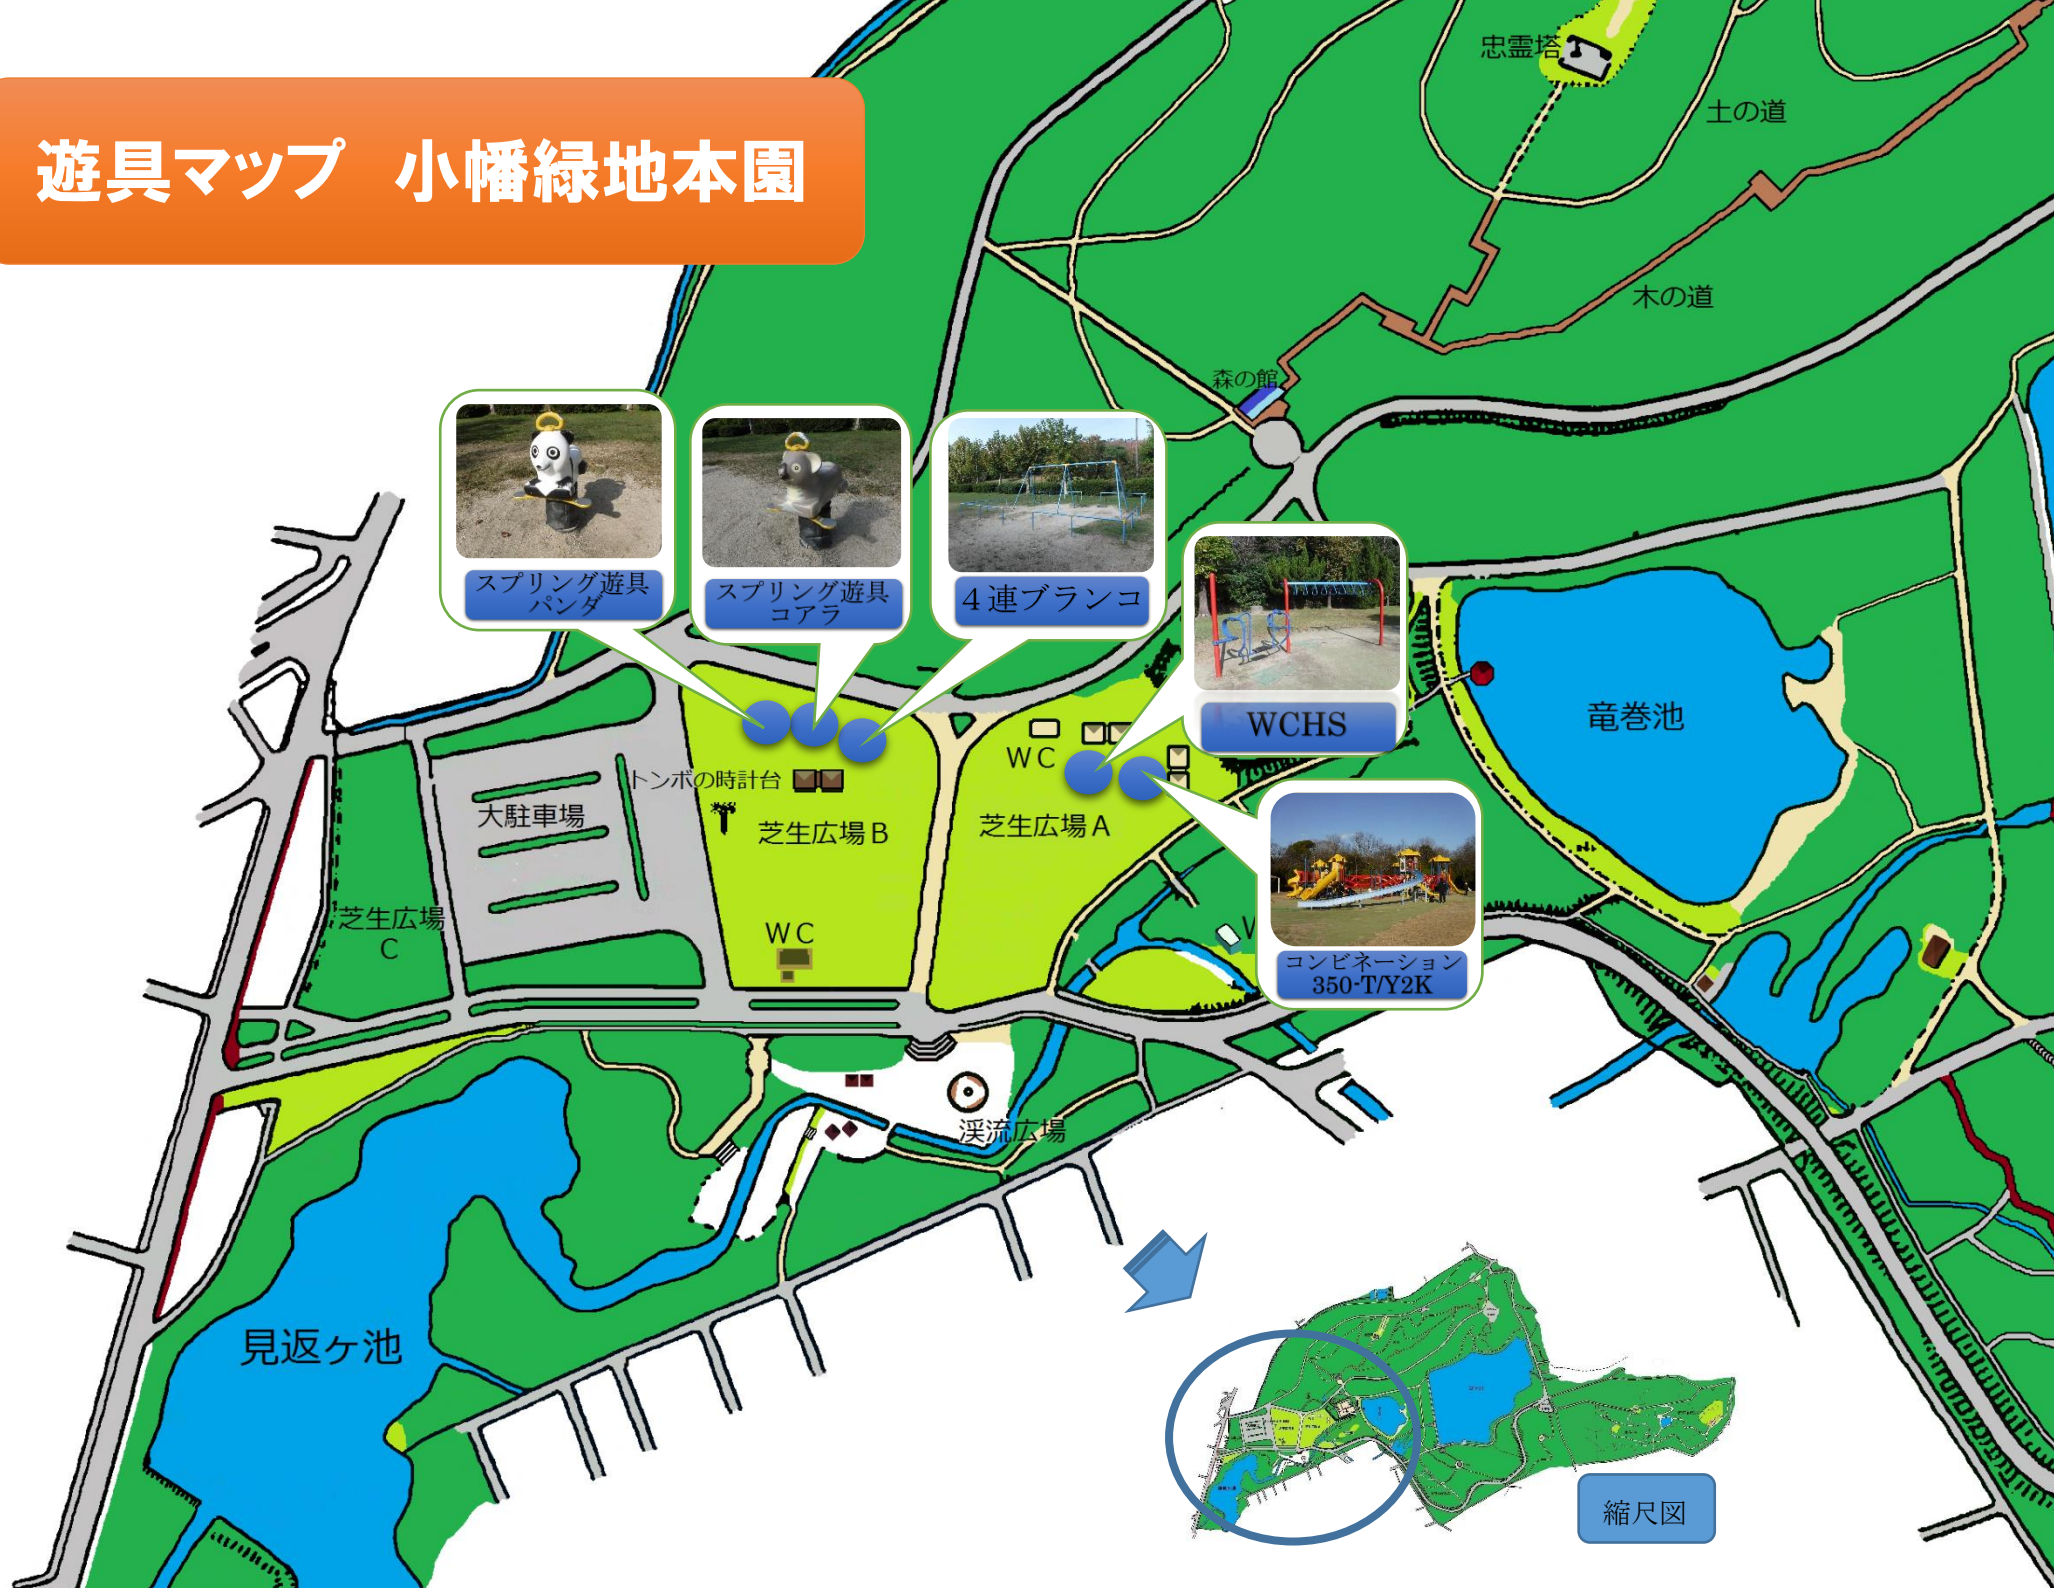 遊具マップ　小幡緑地本園
忠霊塔
土の道
木の道
森の館
スプリング遊具
パンダ
スプリング遊具
コアラ
４連ブランコ
WCHS
竜巻池
WC
トンボの時計台
大駐車場
芝生広場B
芝生広場A
芝生広場
C
WC
コンビネーション
350-T/Y2K
渓流広場
見返ヶ池
縮尺図